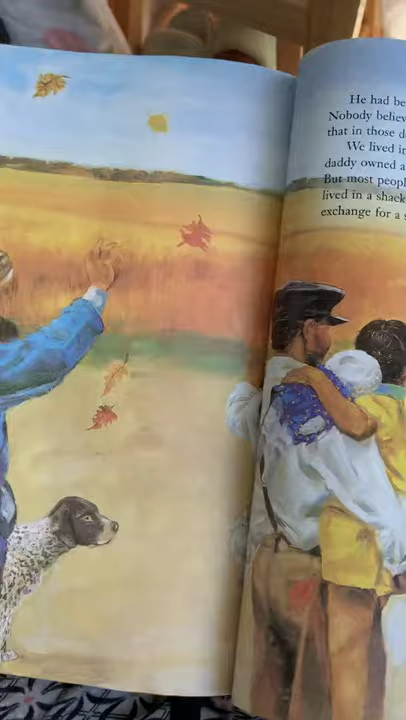 He had be
Nobody believ
that in those d
We lived in
daddy owned a
But most peopl
lived in a shack
exchange for a s